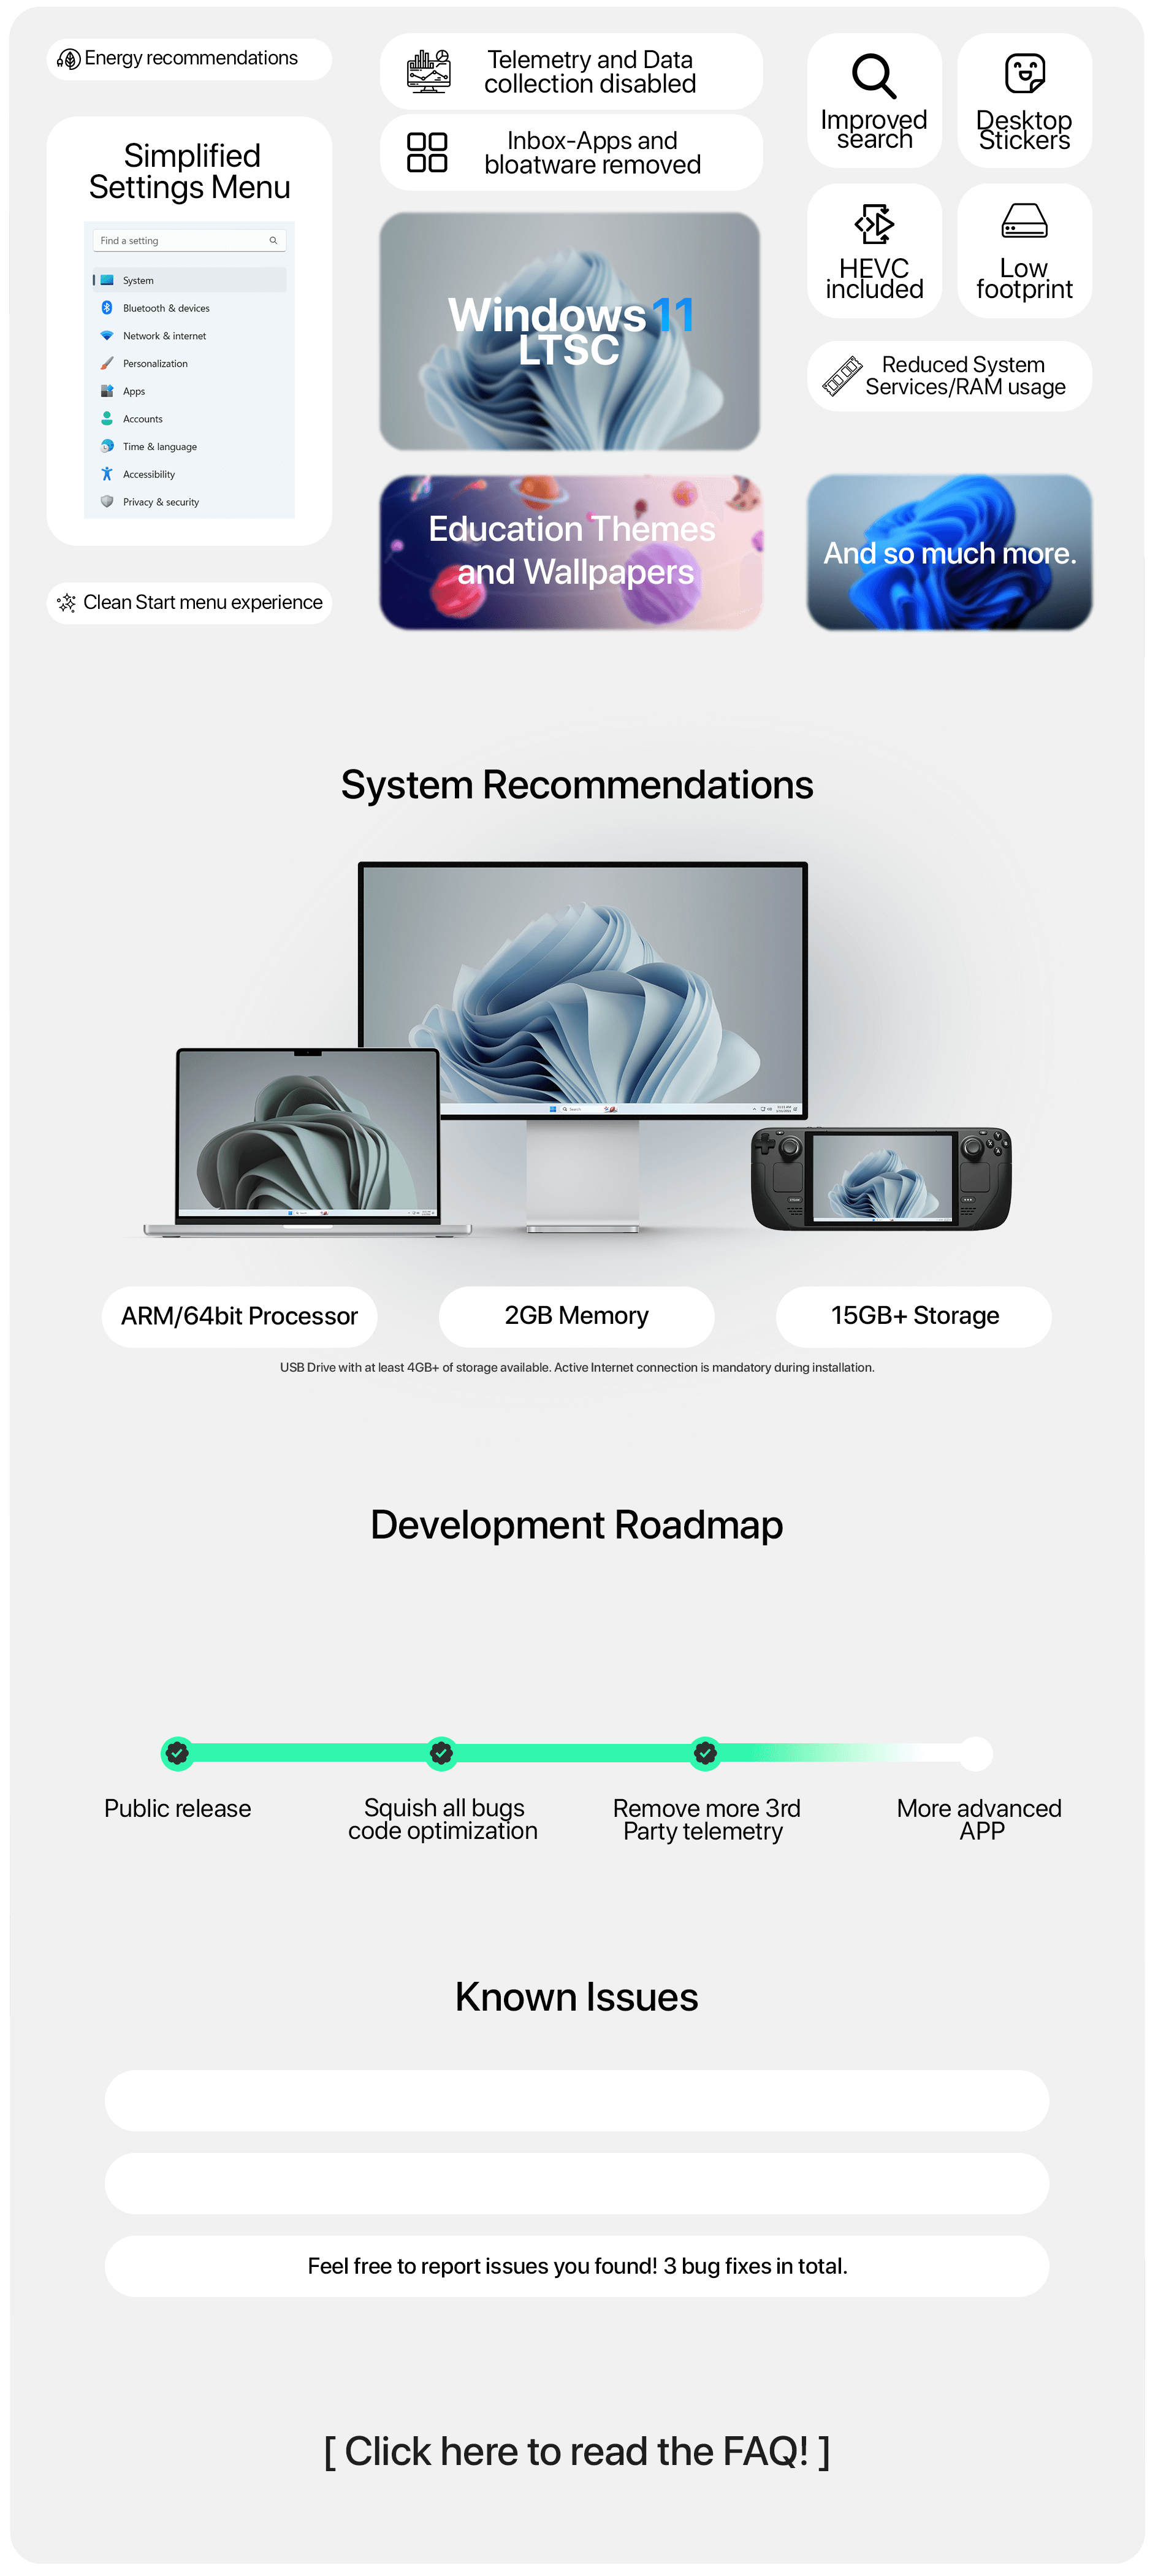 Energy recommendations
Simplified
Settings Menu
Find a setting
System
Bluetooth & devices
Network & internet
Personalization
Apps
Accounts
Time & language
Accessibility
Privacy & security
Clean Start menu experience
Telemetry and Data
collection disabled
Inbox-Apps and
bloatware removed
Windows 11
LTSC
Education Themes
and Wallpapers
Improved
search
Desktop
Stickers
HEVC
included
Low
footprint
Reduced System
Services/RAM usage
And so much more.
System Recommendations
Search
ARM/64bit Processor
2GB Memory
15GB+ Storage
USB Drive with at least 4GB+ of storage available. Active Internet connection is mandatory during installation.
Development Roadmap
Public release
Squish all bugs
code optimization
Remove more 3rd
Party telemetry
More advanced
APP
Known Issues
Feel free to report issues you found! 3 bug fixes in total.
[ Click here to read the FAQ! ]